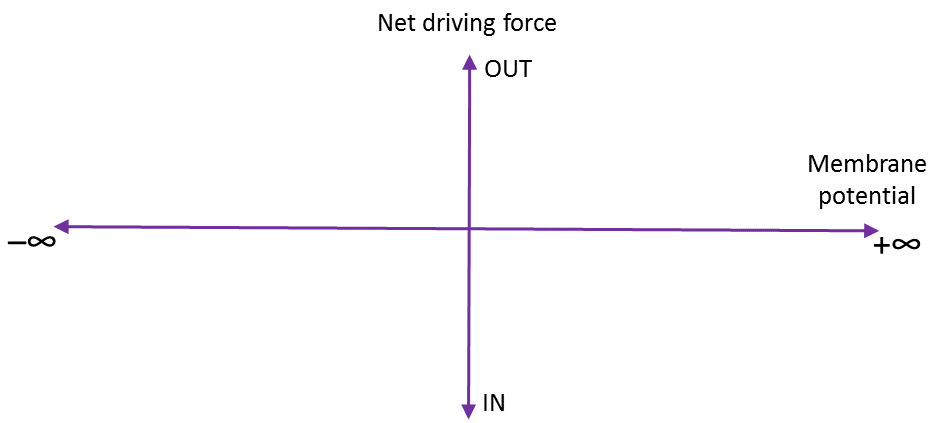 Net driving force
OUT
Membrane
potential
−∞
+∞
IN